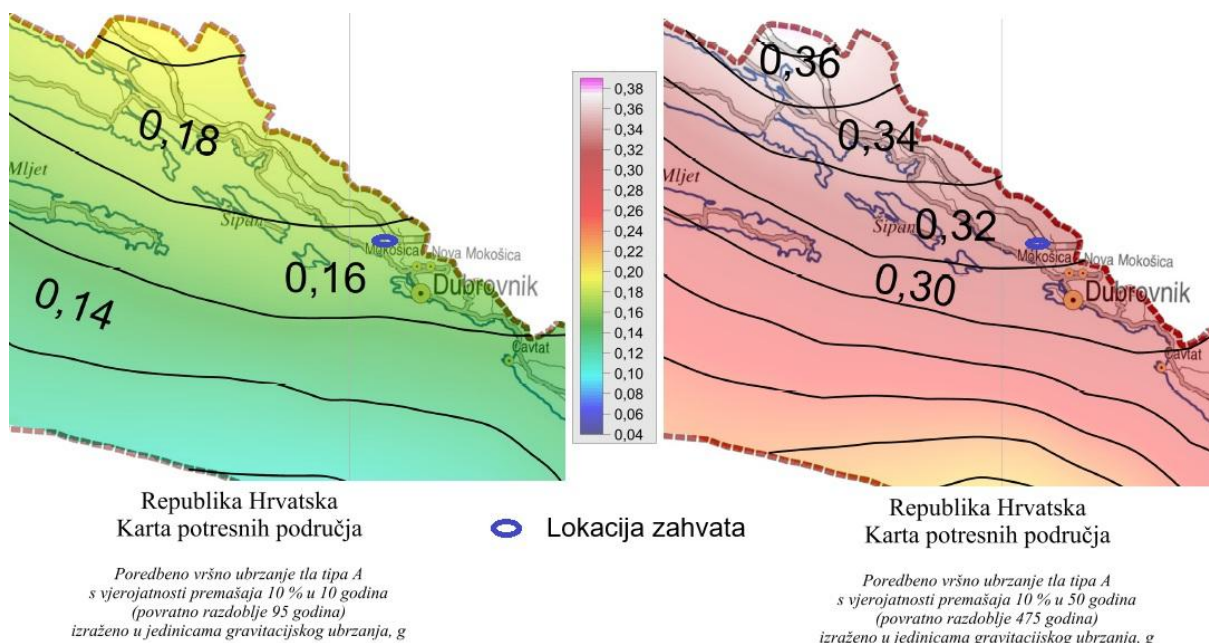 0,18
Mljet
Šipan
Mokošica
Nova Mokošica
0,16
Dubrovnik
0,14
Cavtat
0,38
0,36
0,34
0,32
0,30
0,28
0,26
0,24
0,22
0,20
0,18
0,16
0,14
0,12
0,10
0,08
0,06
0,04
0,36
0,34
Mljet
Šipan
0,32
Mokošica
Nova Mokošica
0,30
Dubrovnik
Cavtat
Republika Hrvatska
Karta potresnih područja
Poredbeno vršno ubrzanje tla tipa A
s vjerojatnosti premašaja 10 % u 10 godina
(povratno razdoblje 95 godina)
izraženo u jedinicama gravitacijskog ubrzanja, g
Lokacija zahvata
Republika Hrvatska
Karta potresnih područja
Poredbeno vršno ubrzanje tla tipa A
s vjerojatnosti premašaja 10 % u 50 godina
(povratno razdoblje 475 godina)
izraženo u jedinicama gravitacijskog ubrzanja, g